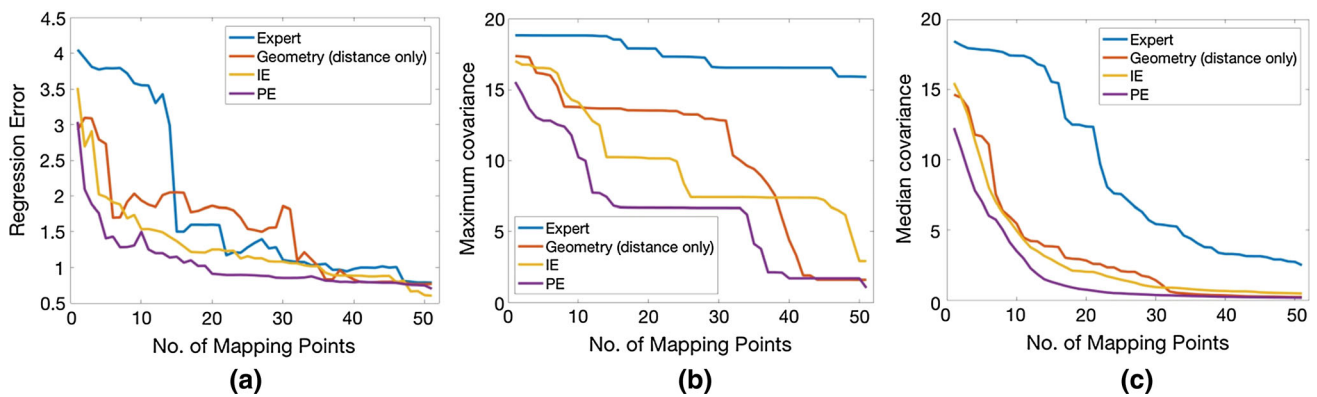 4.5
4
3.5
3
2.5
2
1.5
1
0.5
0 10 20 30 40 50
Regression Error
No. of Mapping Points
Expert
Geometry (distance only)
IE
PE
(a)
20
15
10
5
0
0 10 20 30 40 50
Maximum covariance
No. of Mapping Points
Expert
Geometry (distance only)
IE
PE
(b)
20
15
10
5
0
0 10 20 30 40 50
Median covariance
No. of Mapping Points
Expert
Geometry (distance only)
IE
PE
(c)